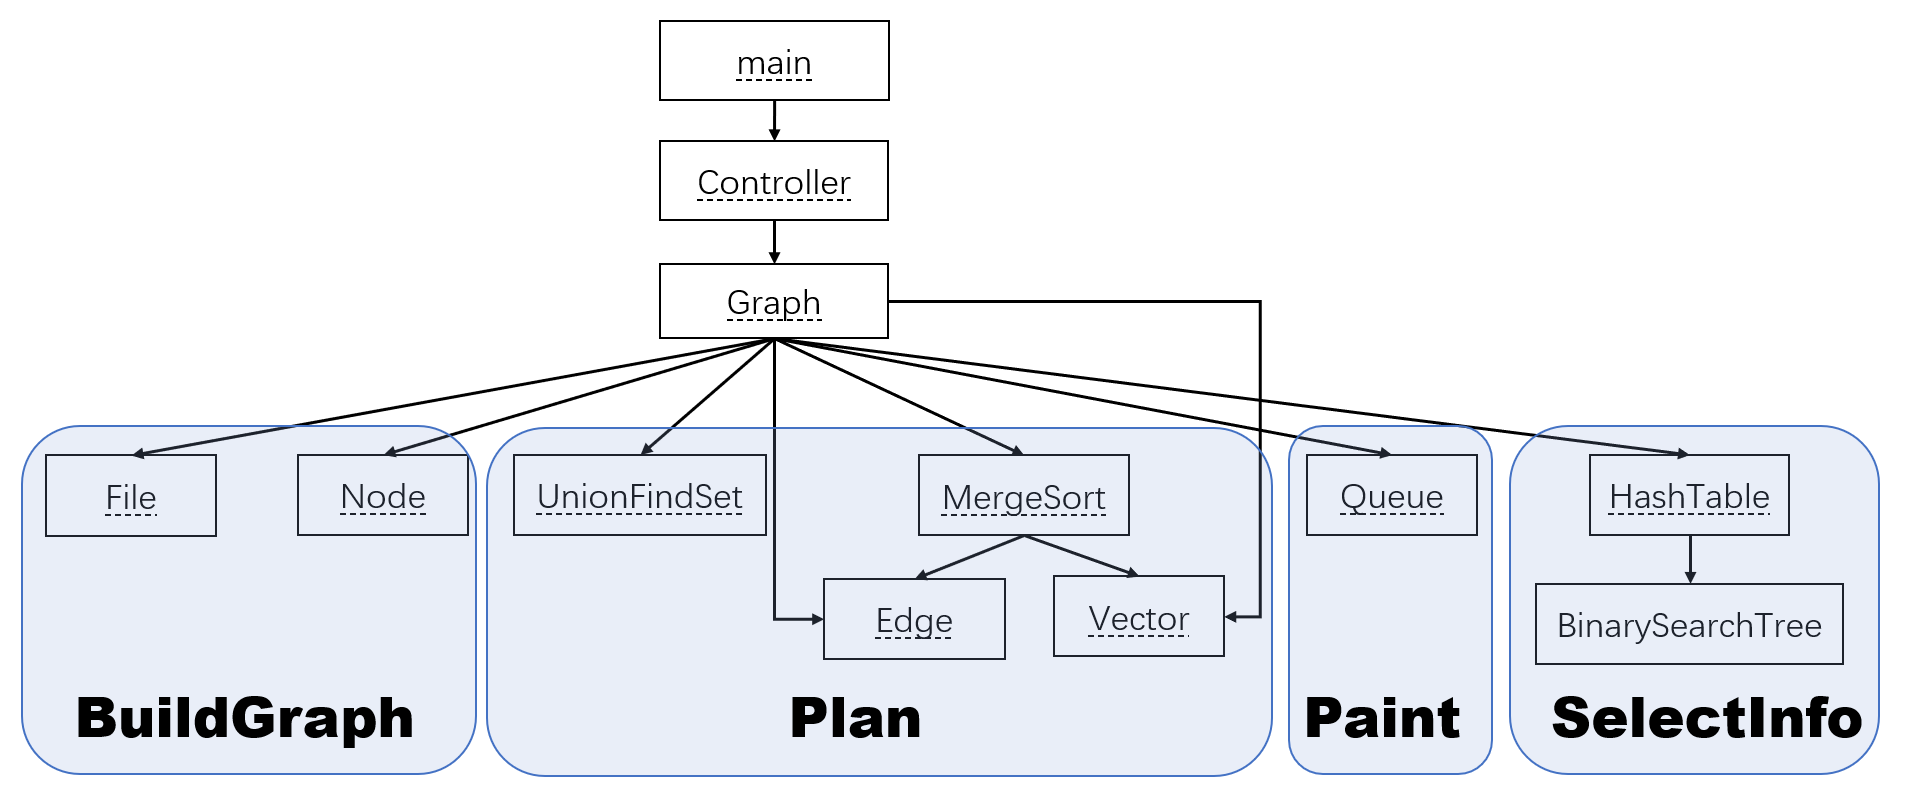 main
Controller
Graph
File
Node
UnionFindSet
MergeSort
Queue
HashTable
Edge
Vector
BinarySearchTree
BuildGraph
Plan
Paint
SelectInfo